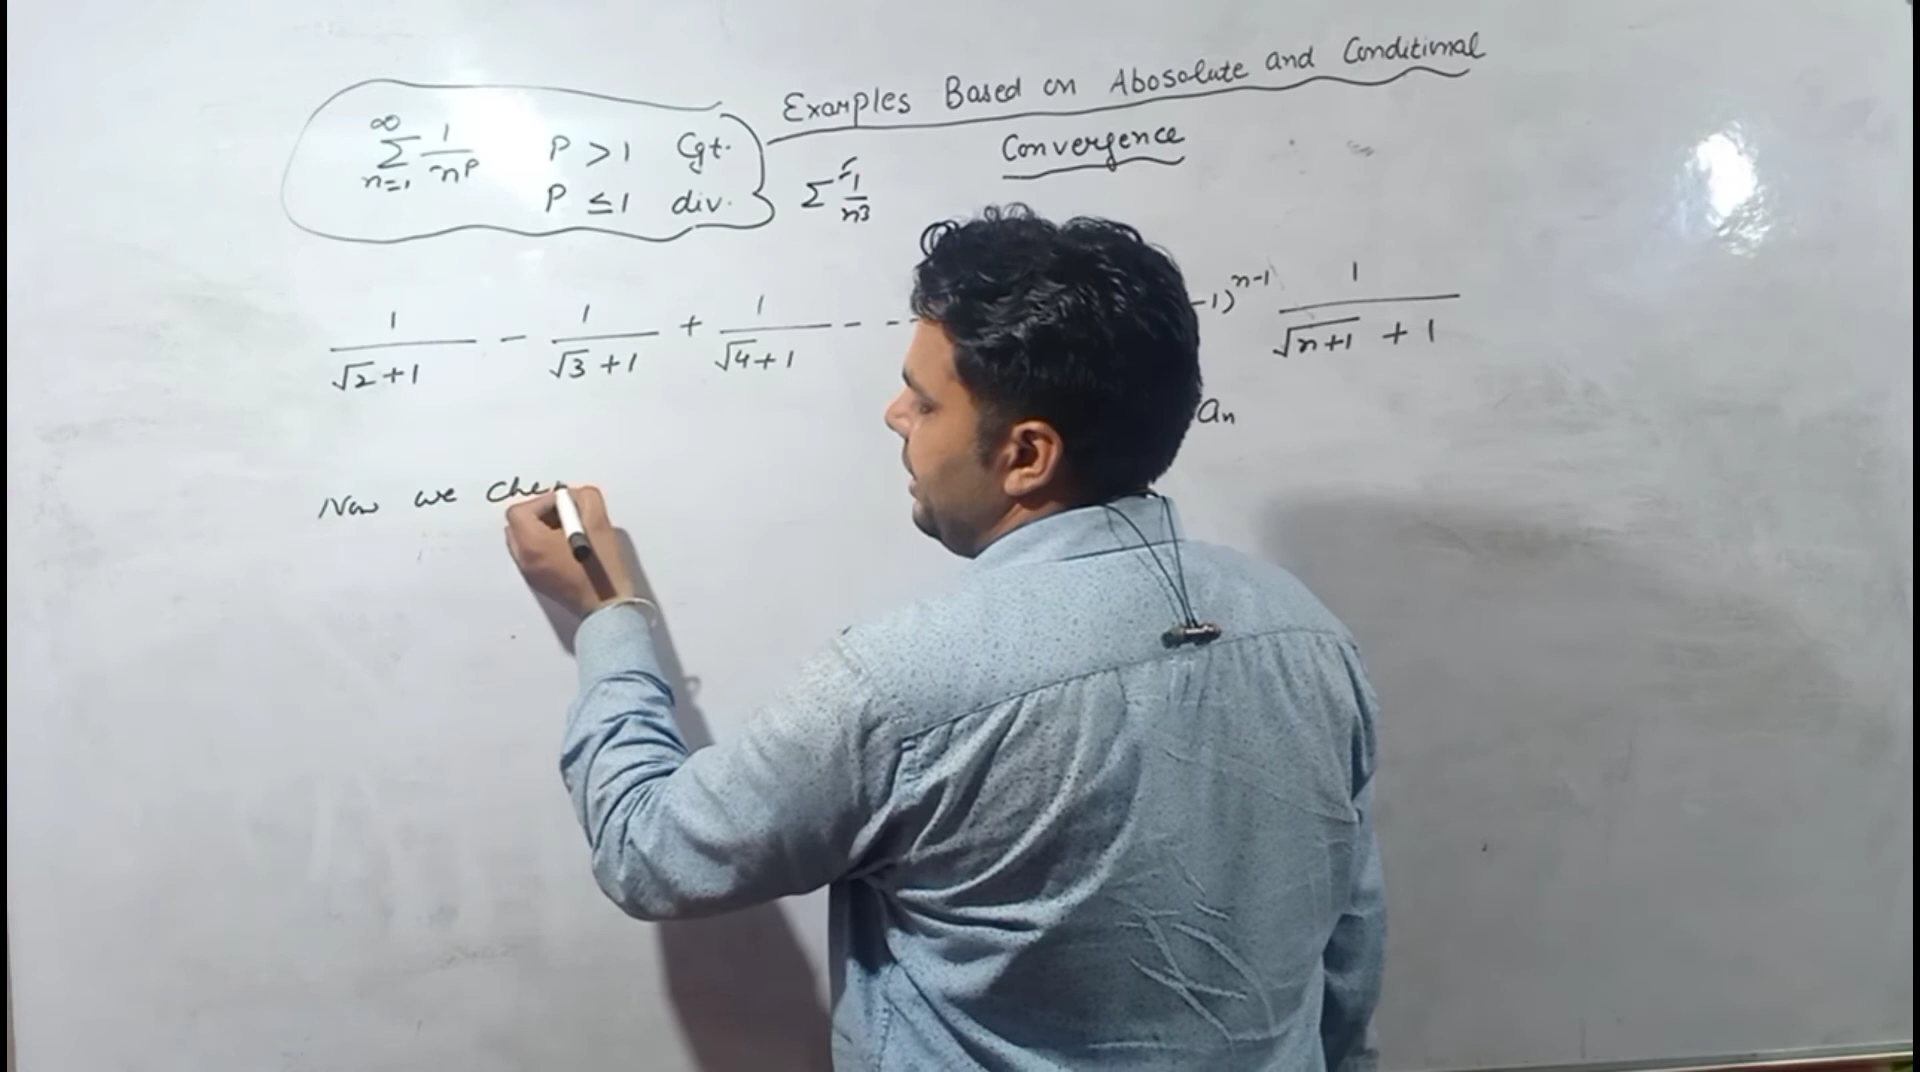 Examples Based on Abosolute and Conditional
Convergence
∞ Σ n=1 1/n^p P > 1 Cgt.
P ≤ 1 div.
Σ 1/n^3
1/(√2+1) - 1/(√3+1) + 1/(√4+1) - - -
-1)^(n-1) 1/(√(n+1) + 1)
an
Now we che